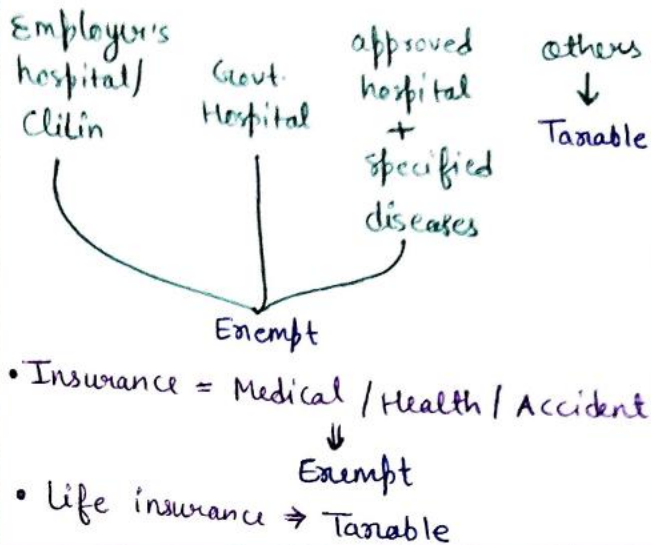 Employer's
hospital/
Clilin
Govt.
Hospital
approved
hospital
+
specified
diseases
others
↓
Taxable
Exempt
• Insurance = Medical / Health / Accident
⇓
Exempt
• Life insurance ⇒ Taxable